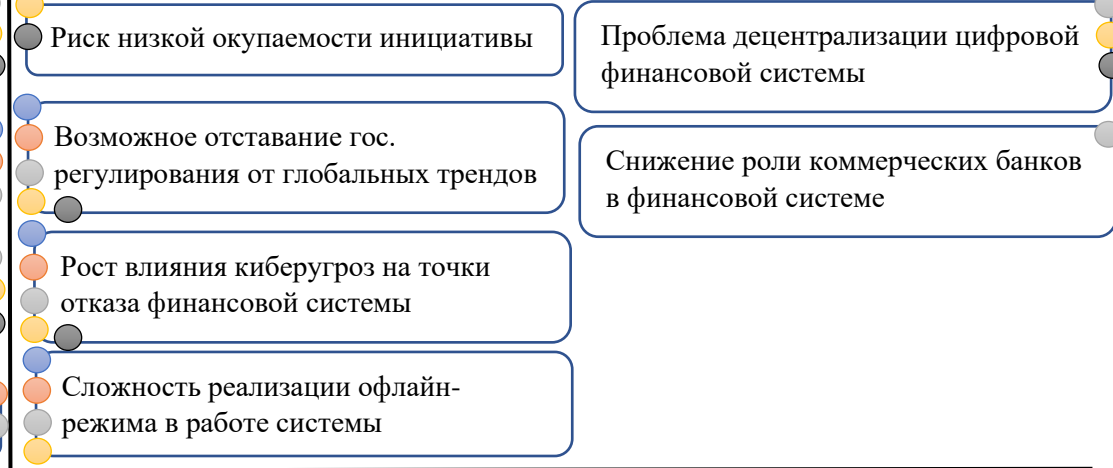 Риск низкой окупаемости инициативы
Возможное отставание гос.
регулирования от глобальных трендов
Рост влияния киберугроз на точки
отказа финансовой системы
Сложность реализации офлайн-
режима в работе системы
Проблема децентрализации цифровой
финансовой системы
Снижение роли коммерческих банков
в финансовой системе